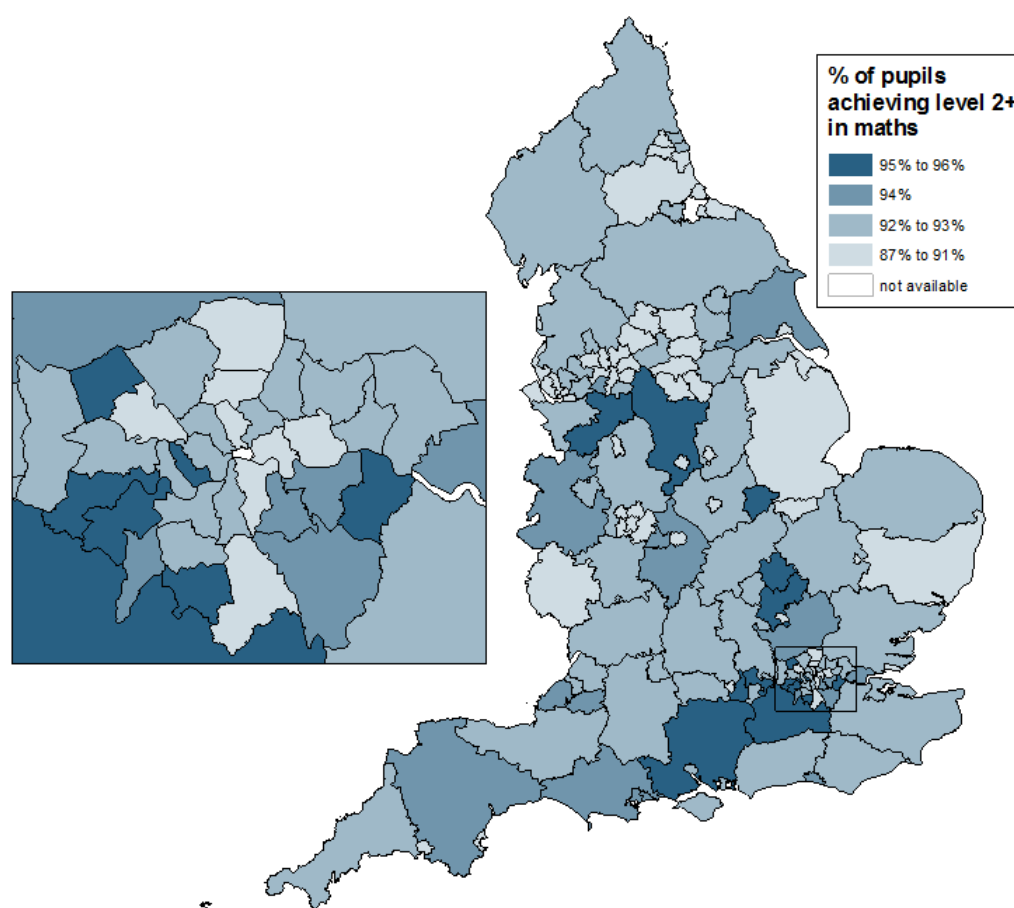 % of pupils
achieving level 2+
in maths
95% to 96%
94%
92% to 93%
87% to 91%
not available